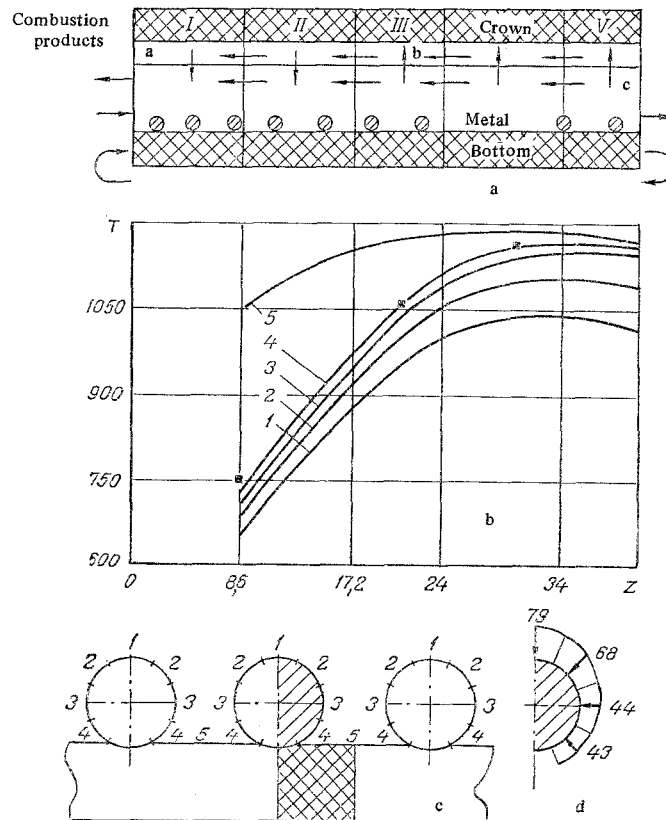 Combustion products
I II III Crown V
a b c
Metal
Bottom
a
T
1050
900
750
600
5
4
3
2
1
b
0 8,6 17,2 24 34 Z
1 79
2 2 2 2 2 2 68
3 3 3 3 3 3 44
4 4 5 4 4 5 4 4 43
c d